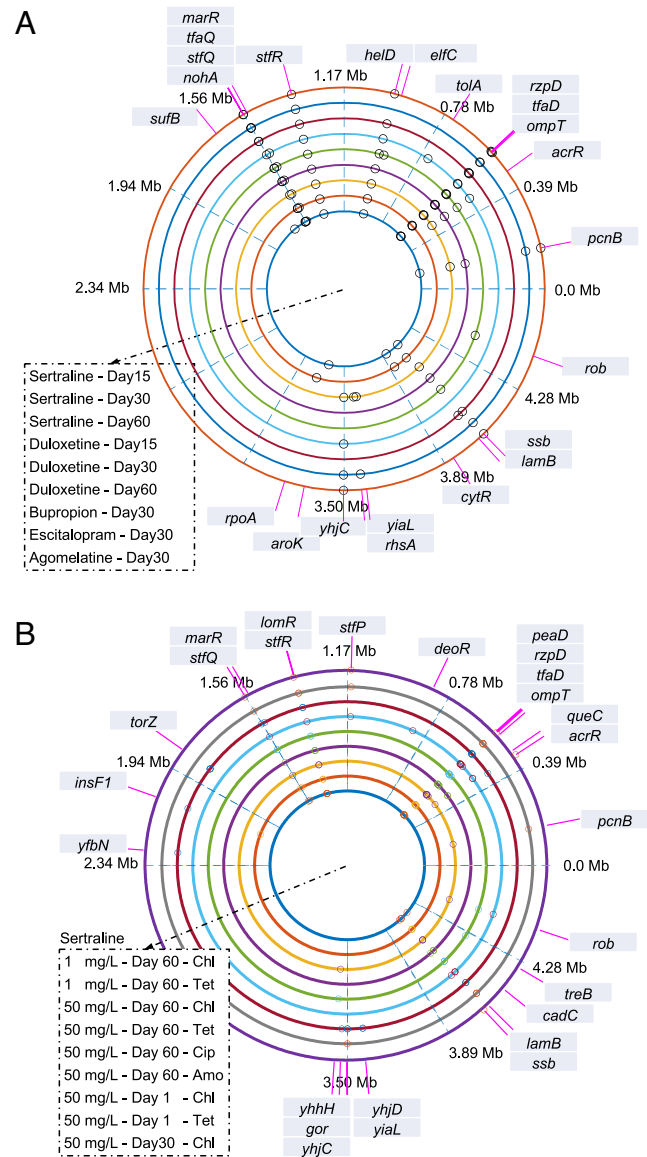 A
marR
tfaQ
stfQ
nohA
stfR
1.17 Mb
helD
elfC
1.56 Mb
sufB
0.78 Mb
tolA
rzpD
tfaD
ompT
acrR
1.94 Mb
0.39 Mb
pcnB
2.34 Mb
0.0 Mb
Sertraline - Day15
Sertraline - Day30
Sertraline - Day60
Duloxetine - Day15
Duloxetine - Day30
Duloxetine - Day60
Bupropion - Day30
Escitalopram - Day30
Agomelatine - Day30
rob
4.28 Mb
ssb
lamB
3.89 Mb
cytR
3.50 Mb
rpoA
aroK
yhjC
yiaL
rhsA
B
marR
stfQ
lomR
stfR
stfP
1.17 Mb
deoR
peaD
rzpD
tfaD
ompT
1.56 Mb
0.78 Mb
queC
acrR
torZ
1.94 Mb
0.39 Mb
insF1
pcnB
yfbN
2.34 Mb
0.0 Mb
Sertraline
1 mg/L - Day 60 - Chl
1 mg/L - Day 60 - Tet
50 mg/L - Day 60 - Chl
50 mg/L - Day 60 - Tet
50 mg/L - Day 60 - Cip
50 mg/L - Day 60 - Amo
50 mg/L - Day 1 - Chl
50 mg/L - Day 1 - Tet
50 mg/L - Day30 - Chl
rob
4.28 Mb
treB
cadC
3.89 Mb
lamB
ssb
3.50 Mb
yhhH
gor
yhjC
yhjD
yiaL